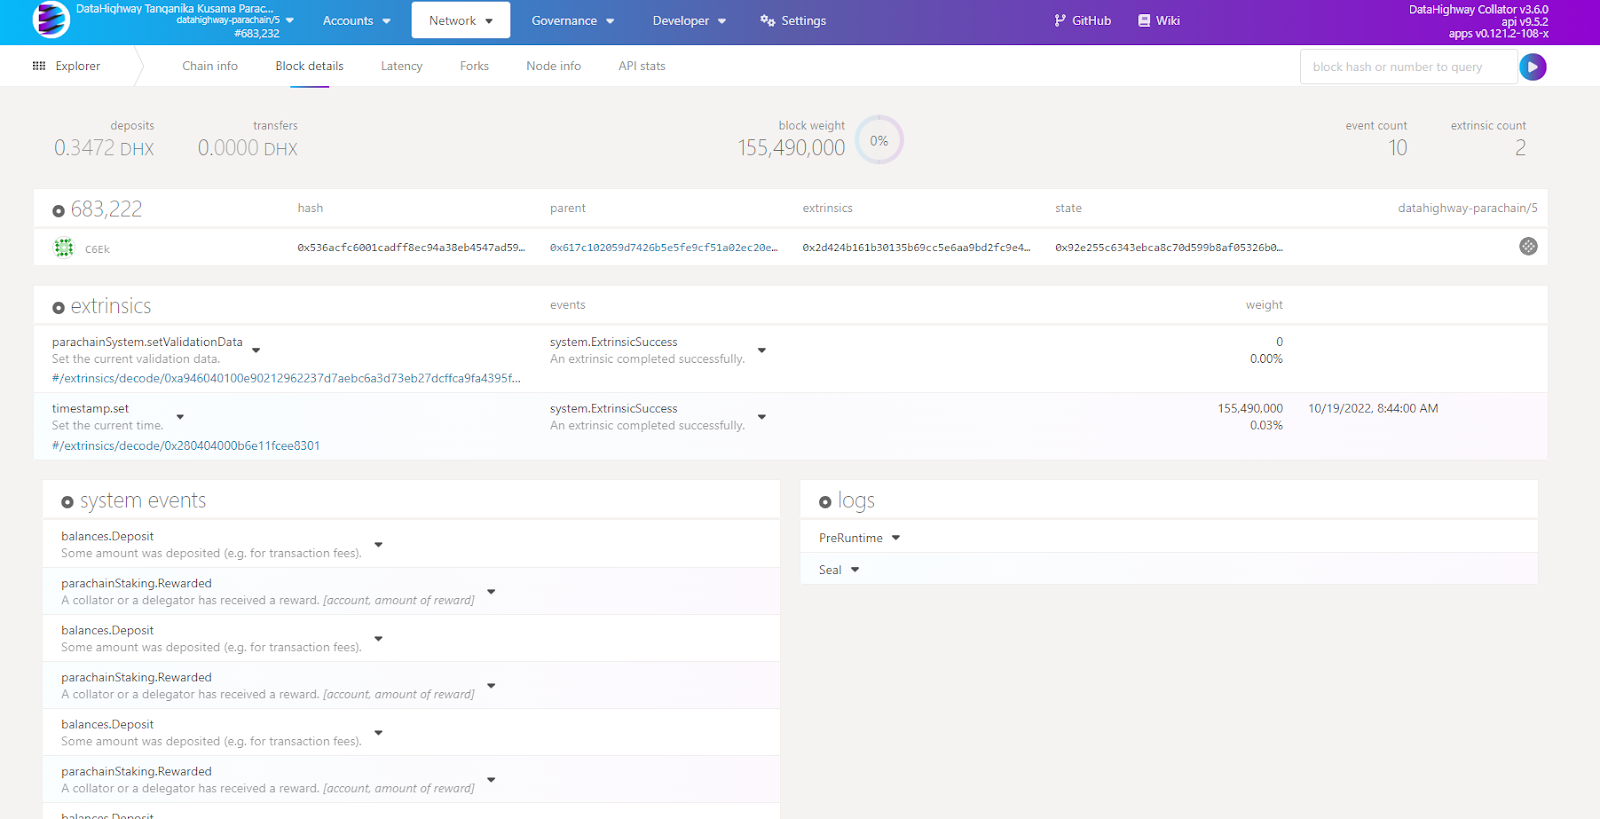 DataHighway Tanganika Kusama Parac...
datahighway-parachain/5
#683,232
Accounts
Network
Governance
Developer
Settings
GitHub
Wiki
DataHighway Collator v3.6.0
api v9.5.2
apps v0.121.2-108-x
Explorer
Chain info
Block details
Latency
Forks
Node info
API stats
block hash or number to query
deposits
0.3472 DHX
transfers
0.0000 DHX
block weight
155,490,000
0%
event count
10
extrinsic count
2
683,222
hash
parent
extrinsics
state
datahighway-parachain/5
C6Ek
0x536acfc6001cadff8ec94a38eb4547ad59...
0x617c102059d7426b5e5fe9cf51a02ec20e...
0x2d424b161b30135b69cc5e6aa9bd2fc9e4...
0x92e255c6343ebca8c70d599b8af05326b0...
extrinsics
events
weight
parachainSystem.setValidationData
Set the current validation data.
#/extrinsics/decode/0xa946040100e90212962237d7aebc6a3d73eb27dcffca9fa4395f...
system.ExtrinsicSuccess
An extrinsic completed successfully.
0
0.00%
timestamp.set
Set the current time.
#/extrinsics/decode/0x280404000b6e11fcee8301
system.ExtrinsicSuccess
An extrinsic completed successfully.
155,490,000
0.03%
10/19/2022, 8:44:00 AM
system events
balances.Deposit
Some amount was deposited (e.g. for transaction fees).
parachainStaking.Rewarded
A collator or a delegator has received a reward. [account, amount of reward]
balances.Deposit
Some amount was deposited (e.g. for transaction fees).
parachainStaking.Rewarded
A collator or a delegator has received a reward. [account, amount of reward]
balances.Deposit
Some amount was deposited (e.g. for transaction fees).
parachainStaking.Rewarded
A collator or a delegator has received a reward. [account, amount of reward]
balances.Deposit
logs
PreRuntime
Seal